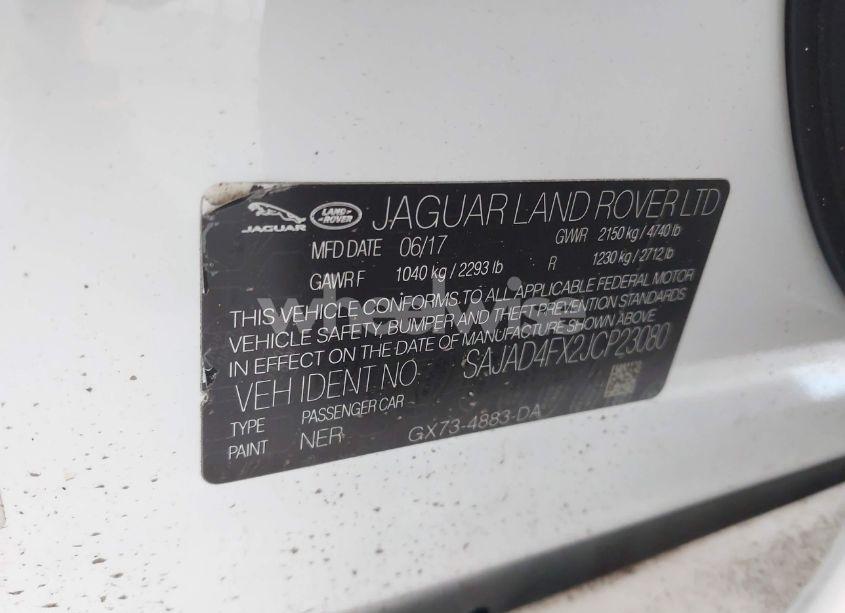 JAGUAR LAND ROVER JAGUAR LAND ROVER LTD
MFD DATE 06/17 GVWR 2150 kg / 4740 lb
GAWR F 1040 kg / 2293 lb R 1230 kg / 2712 lb
THIS VEHICLE CONFORMS TO ALL APPLICABLE FEDERAL MOTOR
VEHICLE SAFETY, BUMPER AND THEFT PREVENTION STANDARDS
IN EFFECT ON THE DATE OF MANUFACTURE SHOWN ABOVE
VEH IDENT NO SAJAD4FX2JCP23080
TYPE PASSENGER CAR
PAINT NER GX73-4883-DA
wheelwise